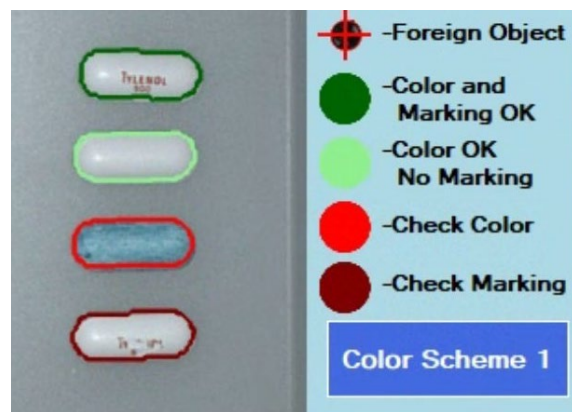 TYLENOL
500
-Foreign Object
-Color and
Marking OK
-Color OK
No Marking
-Check Color
-Check Marking
Color Scheme 1